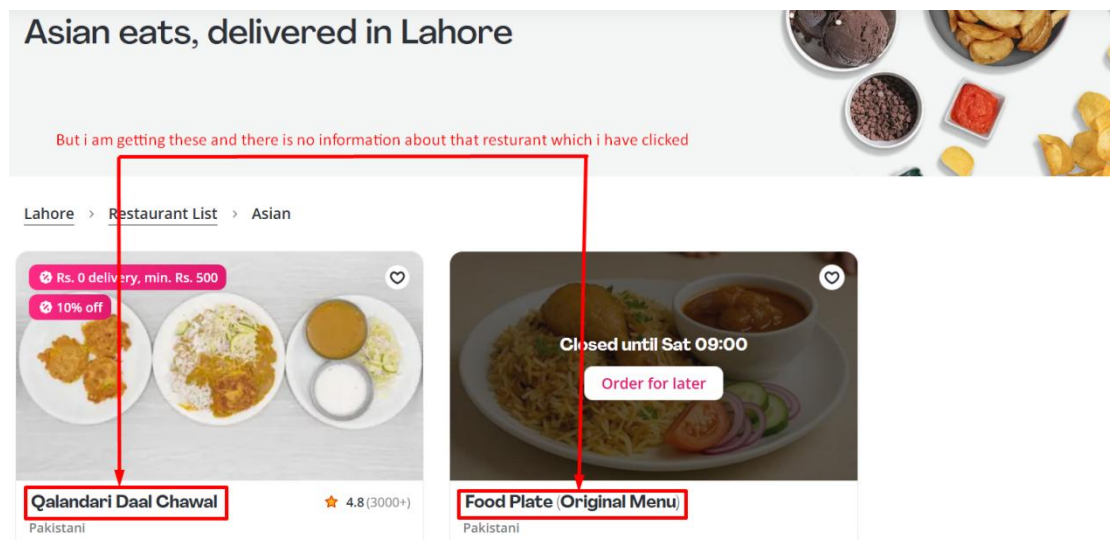 Asian eats, delivered in Lahore
But i am getting these and there is no information about that resturant which i have clicked
Lahore > Restaurant List > Asian
Rs. 0 delivery, min. Rs. 500
10% off
Closed until Sat 09:00
Order for later
Qalandari Daal Chawal 4.8 (3000+)
Pakistani
Food Plate (Original Menu)
Pakistani